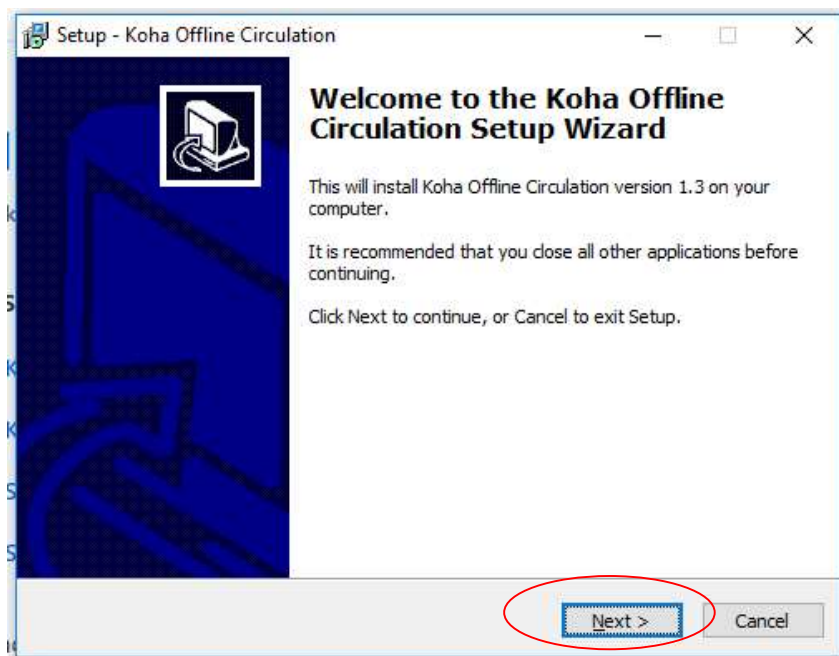 Setup - Koha Offline Circulation
Welcome to the Koha Offline
Circulation Setup Wizard
This will install Koha Offline Circulation version 1.3 on your
computer.
It is recommended that you close all other applications before
continuing.
Click Next to continue, or Cancel to exit Setup.
Next >
Cancel